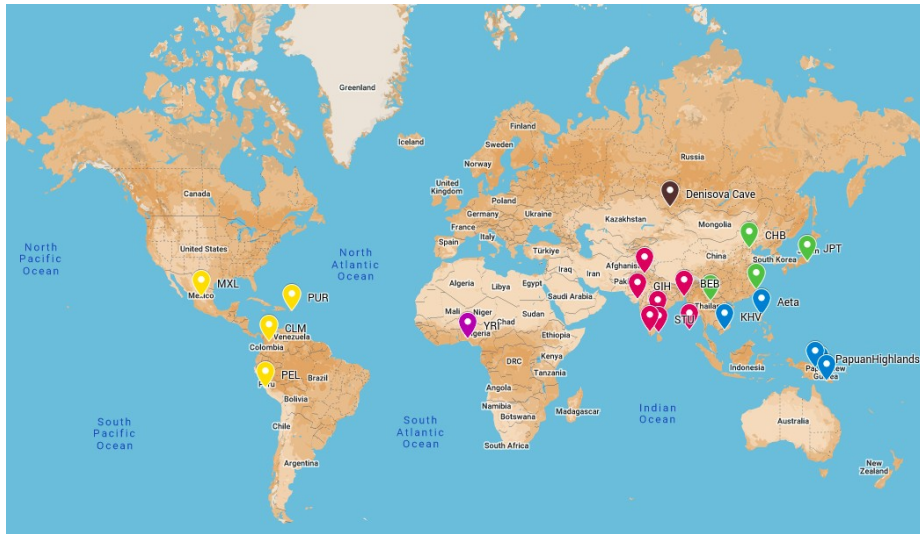 Greenland
Iceland
Finland
Sweden
Norway
Russia
United
Kingdom
Poland
Denisova Cave
Canada
Germany
Ukraine
Kazakhstan
Mongolia
France
CHB
Italy
North
Pacific
Ocean
North
Atlantic
Ocean
United States
Spain
Türkiye
China
South Korea
JPT
Iraq
Iran
Afghanis
MXL
Mexico
PUR
Algeria
Libya
Egypt
Saudi Arabia
GIH
BEB
Aeta
Mali
Niger
Chad
Sudan
Thailand
KHV
CLM
Venezuela
YRI
Nigeria
Ethiopia
STU
Colombia
PEL
Peru
Brazil
DRC
Kenya
Tanzania
Indonesia
PapuanHighlands
Papua New
Guinea
Bolivia
Angola
Namibia
Botswana
Madagascar
Indian
Ocean
Australia
South
Pacific
Ocean
Chile
South
Atlantic
Ocean
South Africa
Argentina
New
Zealand